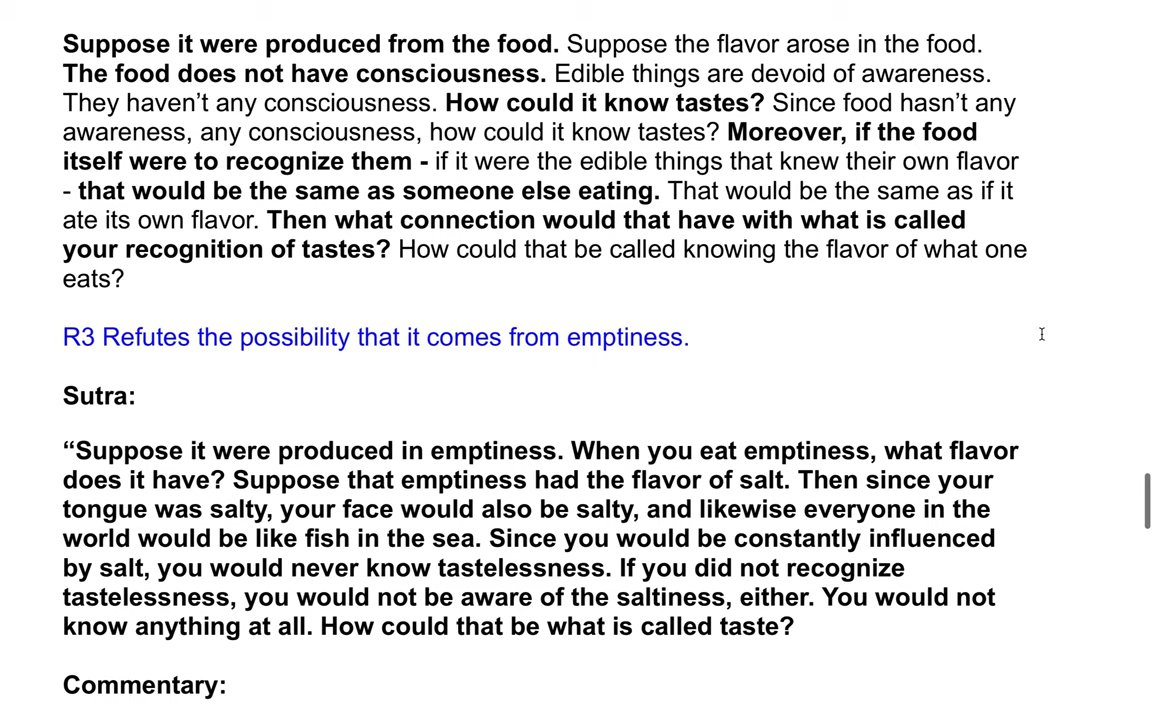 Suppose it were produced from the food. Suppose the flavor arose in the food.
The food does not have consciousness. Edible things are devoid of awareness.
They haven’t any consciousness. How could it know tastes? Since food hasn’t any
awareness, any consciousness, how could it know tastes? Moreover, if the food
itself were to recognize them - if it were the edible things that knew their own flavor
- that would be the same as someone else eating. That would be the same as if it
ate its own flavor. Then what connection would that have with what is called
your recognition of tastes? How could that be called knowing the flavor of what one
eats?
R3 Refutes the possibility that it comes from emptiness.
Sutra:
“Suppose it were produced in emptiness. When you eat emptiness, what flavor
does it have? Suppose that emptiness had the flavor of salt. Then since your
tongue was salty, your face would also be salty, and likewise everyone in the
world would be like fish in the sea. Since you would be constantly influenced
by salt, you would never know tastelessness. If you did not recognize
tastelessness, you would not be aware of the saltiness, either. You would not
know anything at all. How could that be what is called taste?
Commentary: